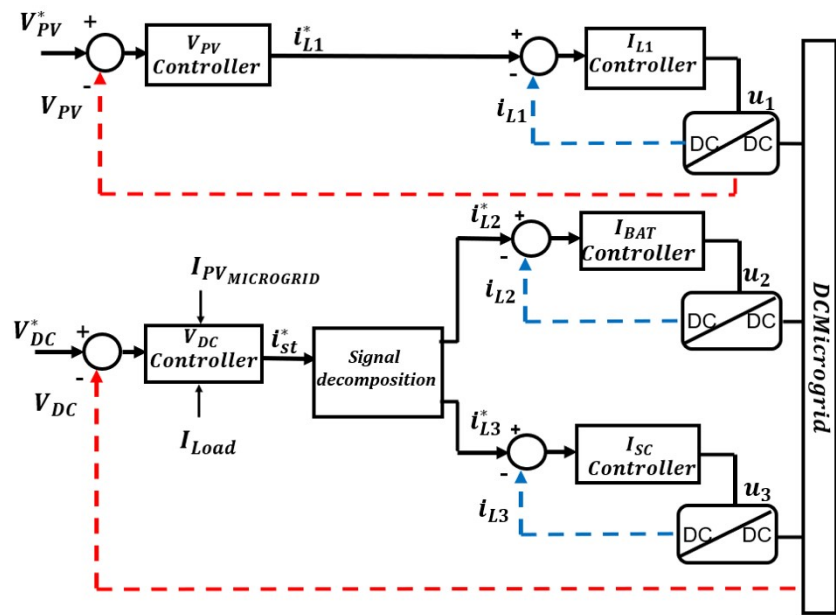 V*PV
+
-
VPV
VPV
Controller
i*L1
+
-
iL1
IL1
Controller
u1
DC
DC
i*L2
+
-
iL2
IBAT
Controller
u2
DC
DC
IPVMICROGRID
V*DC
+
-
VDC
VDC
Controller
ILoad
i*st
Signal
decomposition
i*L3
+
-
iL3
ISC
Controller
u3
DC
DC
DCMicrogrid